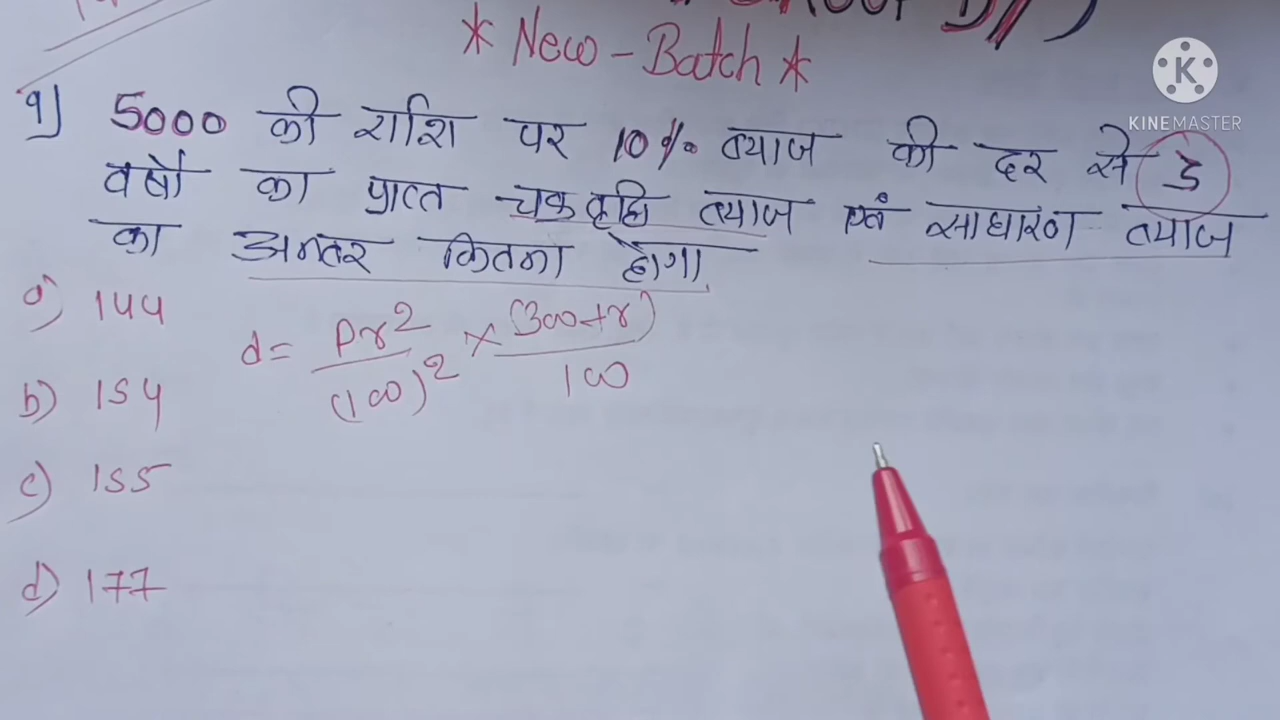 * New - Batch *
KINEMASTER
9) 5000 की राशि पर 10% ब्याज की दर से 3
वर्षो का प्राप्त चक्रवृद्धि ब्याज एवं साधारण ब्याज
का अन्तर कितना होगा
a) 144
d = Pr² / (100)² × (300+r) / 100
b) 154
c) 155
d) 177